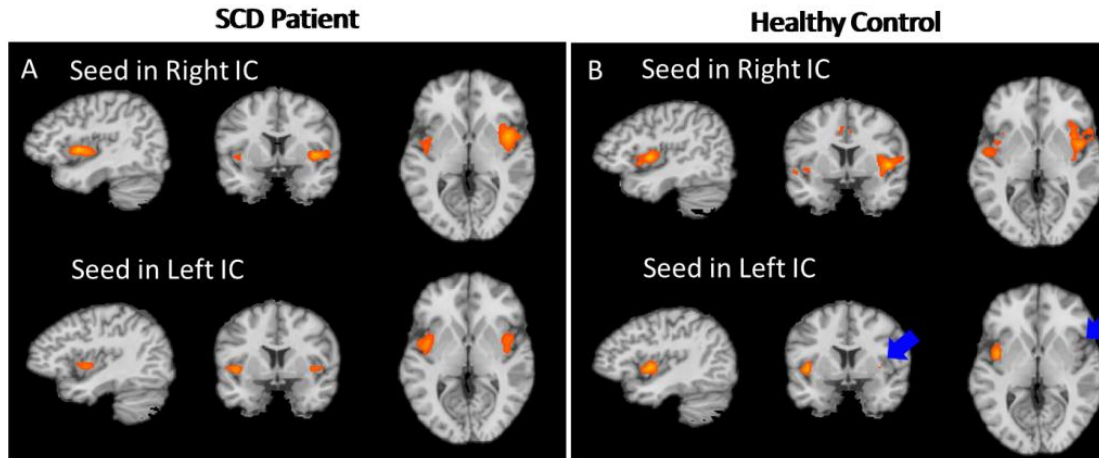 SCD Patient
Healthy Control
A
Seed in Right IC
B
Seed in Right IC
Seed in Left IC
Seed in Left IC